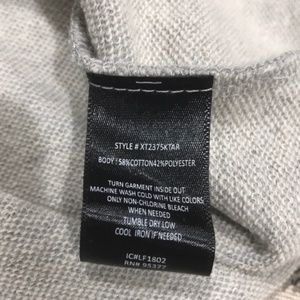 STYLE # XT2375KTAR
BODY : 58%COTTON42%POLYESTER
TURN GARMENT INSIDE OUT
MACHINE WASH COLD WITH LIKE COLORS
ONLY NON-CHLORINE BLEACH
WHEN NEEDED
TUMBLE DRY LOW
COOL IRON IF NEEDED
IC#LF1802
RN# 95377